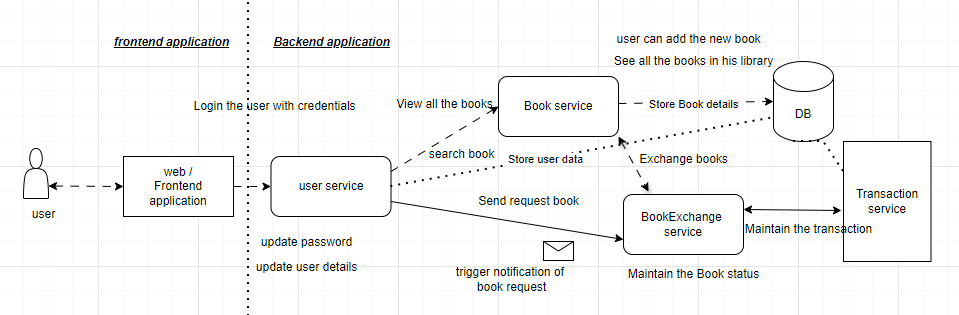 frontend application
Backend application
user can add the new book
See all the books in his library
Login the user with credentials
View all the books
Book service
Store Book details
DB
search book
Store user data
Exchange books
web /
Frontend
application
user service
user
Send request book
BookExchange
service
Transaction
service
Maintain the transaction
update password
update user details
trigger notification of
book request
Maintain the Book status